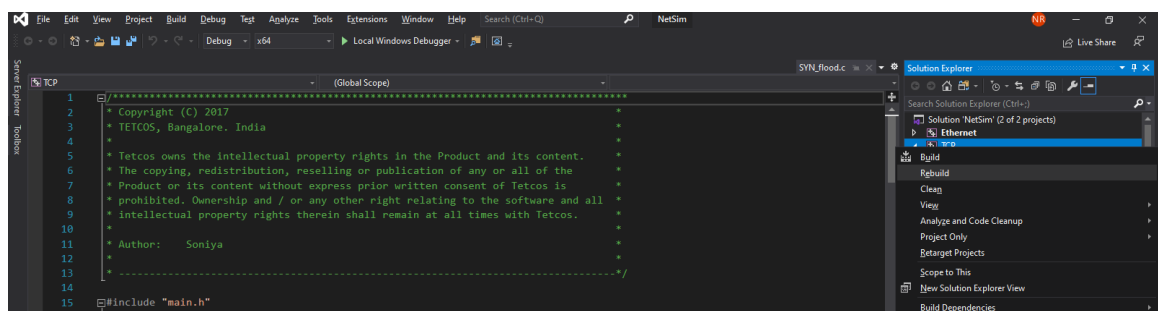 File Edit View Project Build Debug Test Analyze Tools Extensions Window Help Search (Ctrl+Q) NetSim NR
Debug x64 Local Windows Debugger Live Share
Server Explorer
Toolbox
SYN_flood.c
TCP (Global Scope)
1 /**************************************************************************************
2 * Copyright (C) 2017 *
3 * TETCOS, Bangalore. India *
4 * *
5 * Tetcos owns the intellectual property rights in the Product and its content. *
6 * The copying, redistribution, reselling or publication of any or all of the *
7 * Product or its content without express prior written consent of Tetcos is *
8 * prohibited. Ownership and / or any other right relating to the software and all *
9 * intellectual property rights therein shall remain at all times with Tetcos. *
10 * *
11 * Author: Soniya *
12 * *
13 * ---------------------------------------------------------------------------------*/
14
15 #include "main.h"
Solution Explorer
Search Solution Explorer (Ctrl+;)
Solution 'NetSim' (2 of 2 projects)
Ethernet
TCP
Build
Rebuild
Clean
View
Analyze and Code Cleanup
Project Only
Retarget Projects
Scope to This
New Solution Explorer View
Build Dependencies